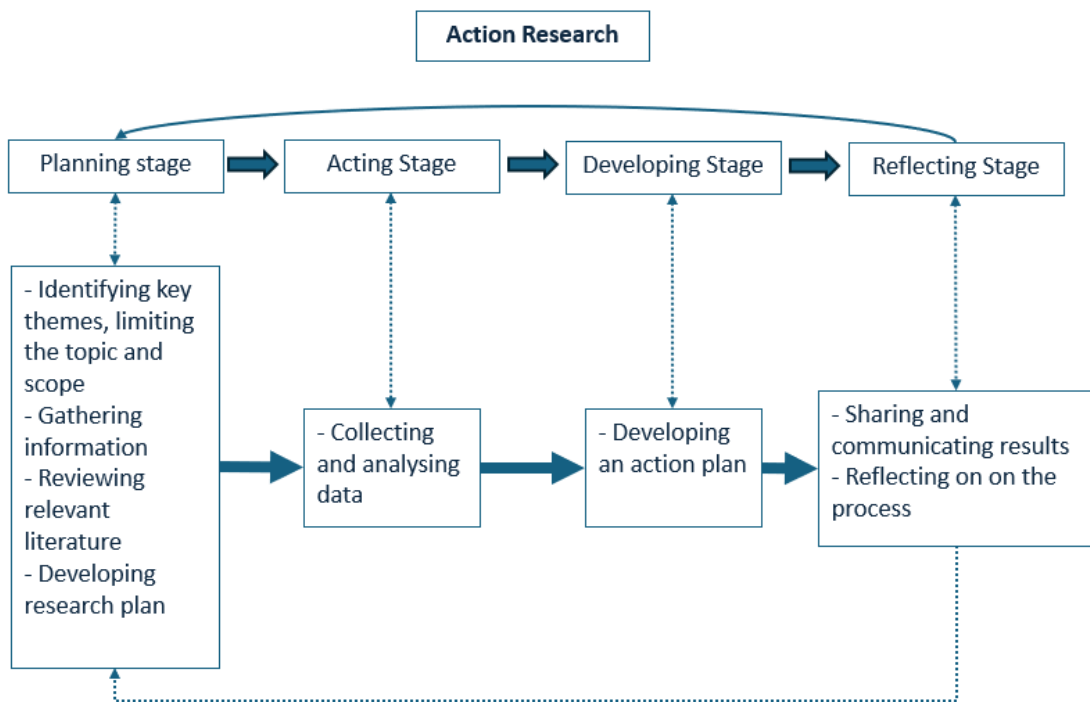 Action Research
Planning stage
Acting Stage
Developing Stage
Reflecting Stage
- Identifying key
themes, limiting
the topic and
scope
- Gathering
information
- Reviewing
relevant
literature
- Developing
research plan
- Collecting
and analysing
data
- Developing
an action plan
- Sharing and
communicating results
- Reflecting on on the
process